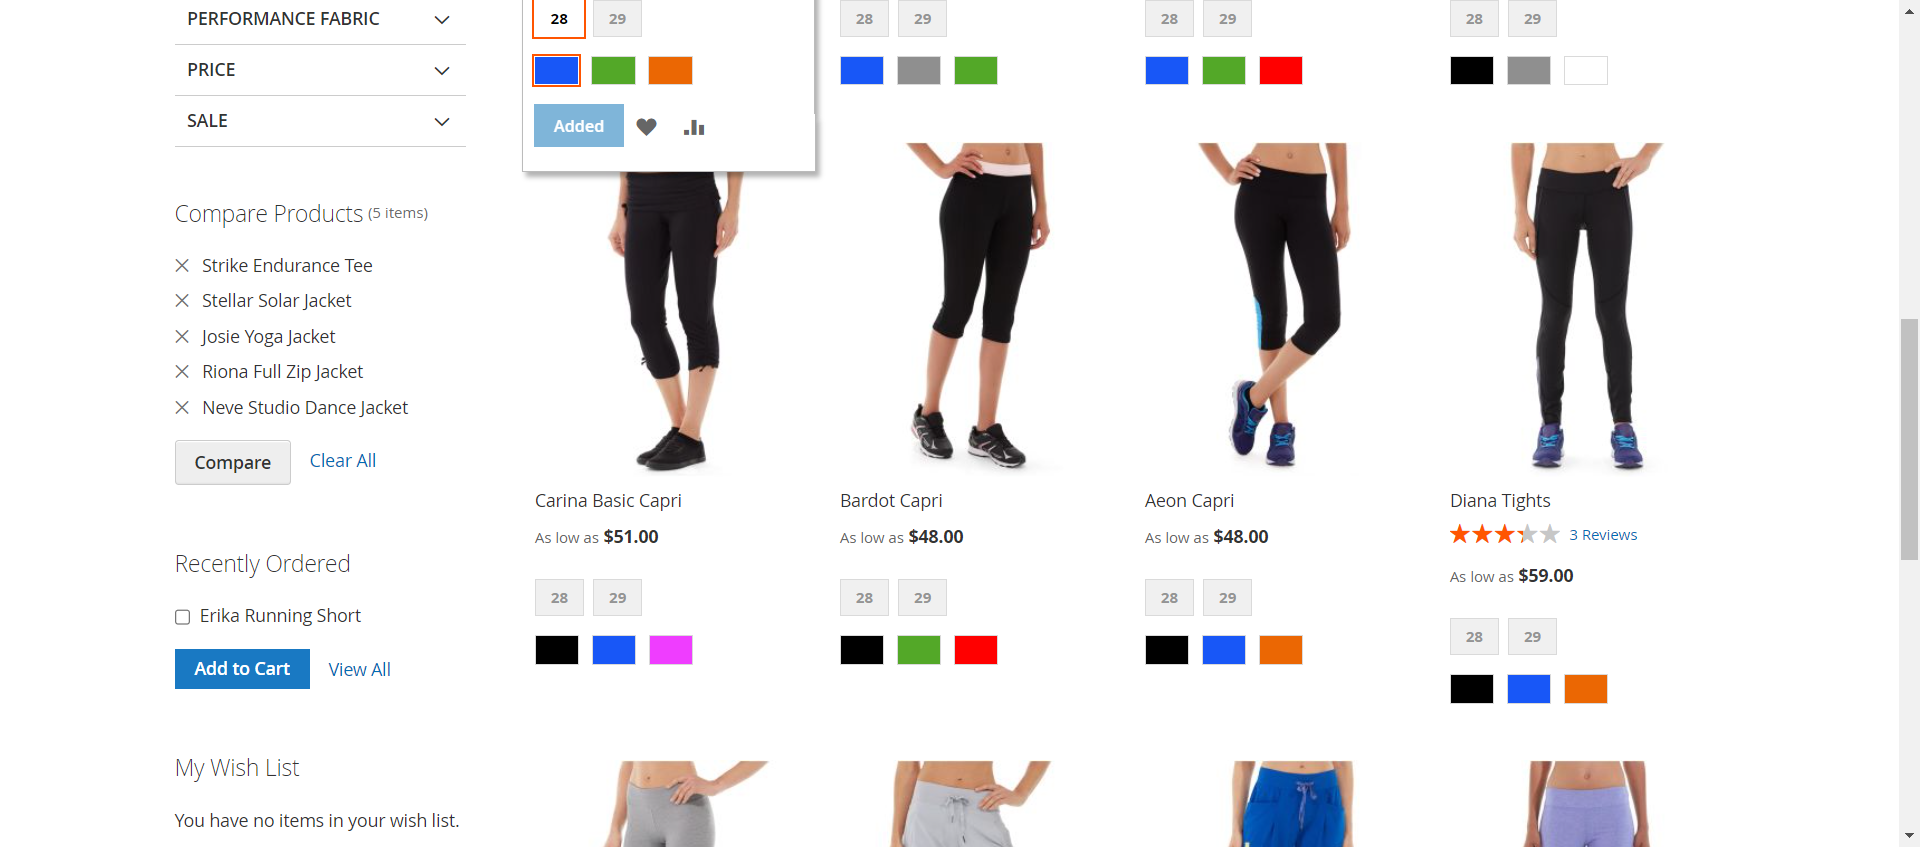 PERFORMANCE FABRIC
PRICE
SALE
Compare Products (5 items)
Strike Endurance Tee
Stellar Solar Jacket
Josie Yoga Jacket
Riona Full Zip Jacket
Neve Studio Dance Jacket
Compare Clear All
Recently Ordered
Erika Running Short
Add to Cart View All
My Wish List
You have no items in your wish list.
28 29
Added
28 29
28 29
28 29
Carina Basic Capri
As low as $51.00
28 29
Bardot Capri
As low as $48.00
28 29
Aeon Capri
As low as $48.00
28 29
Diana Tights
3 Reviews
As low as $59.00
28 29